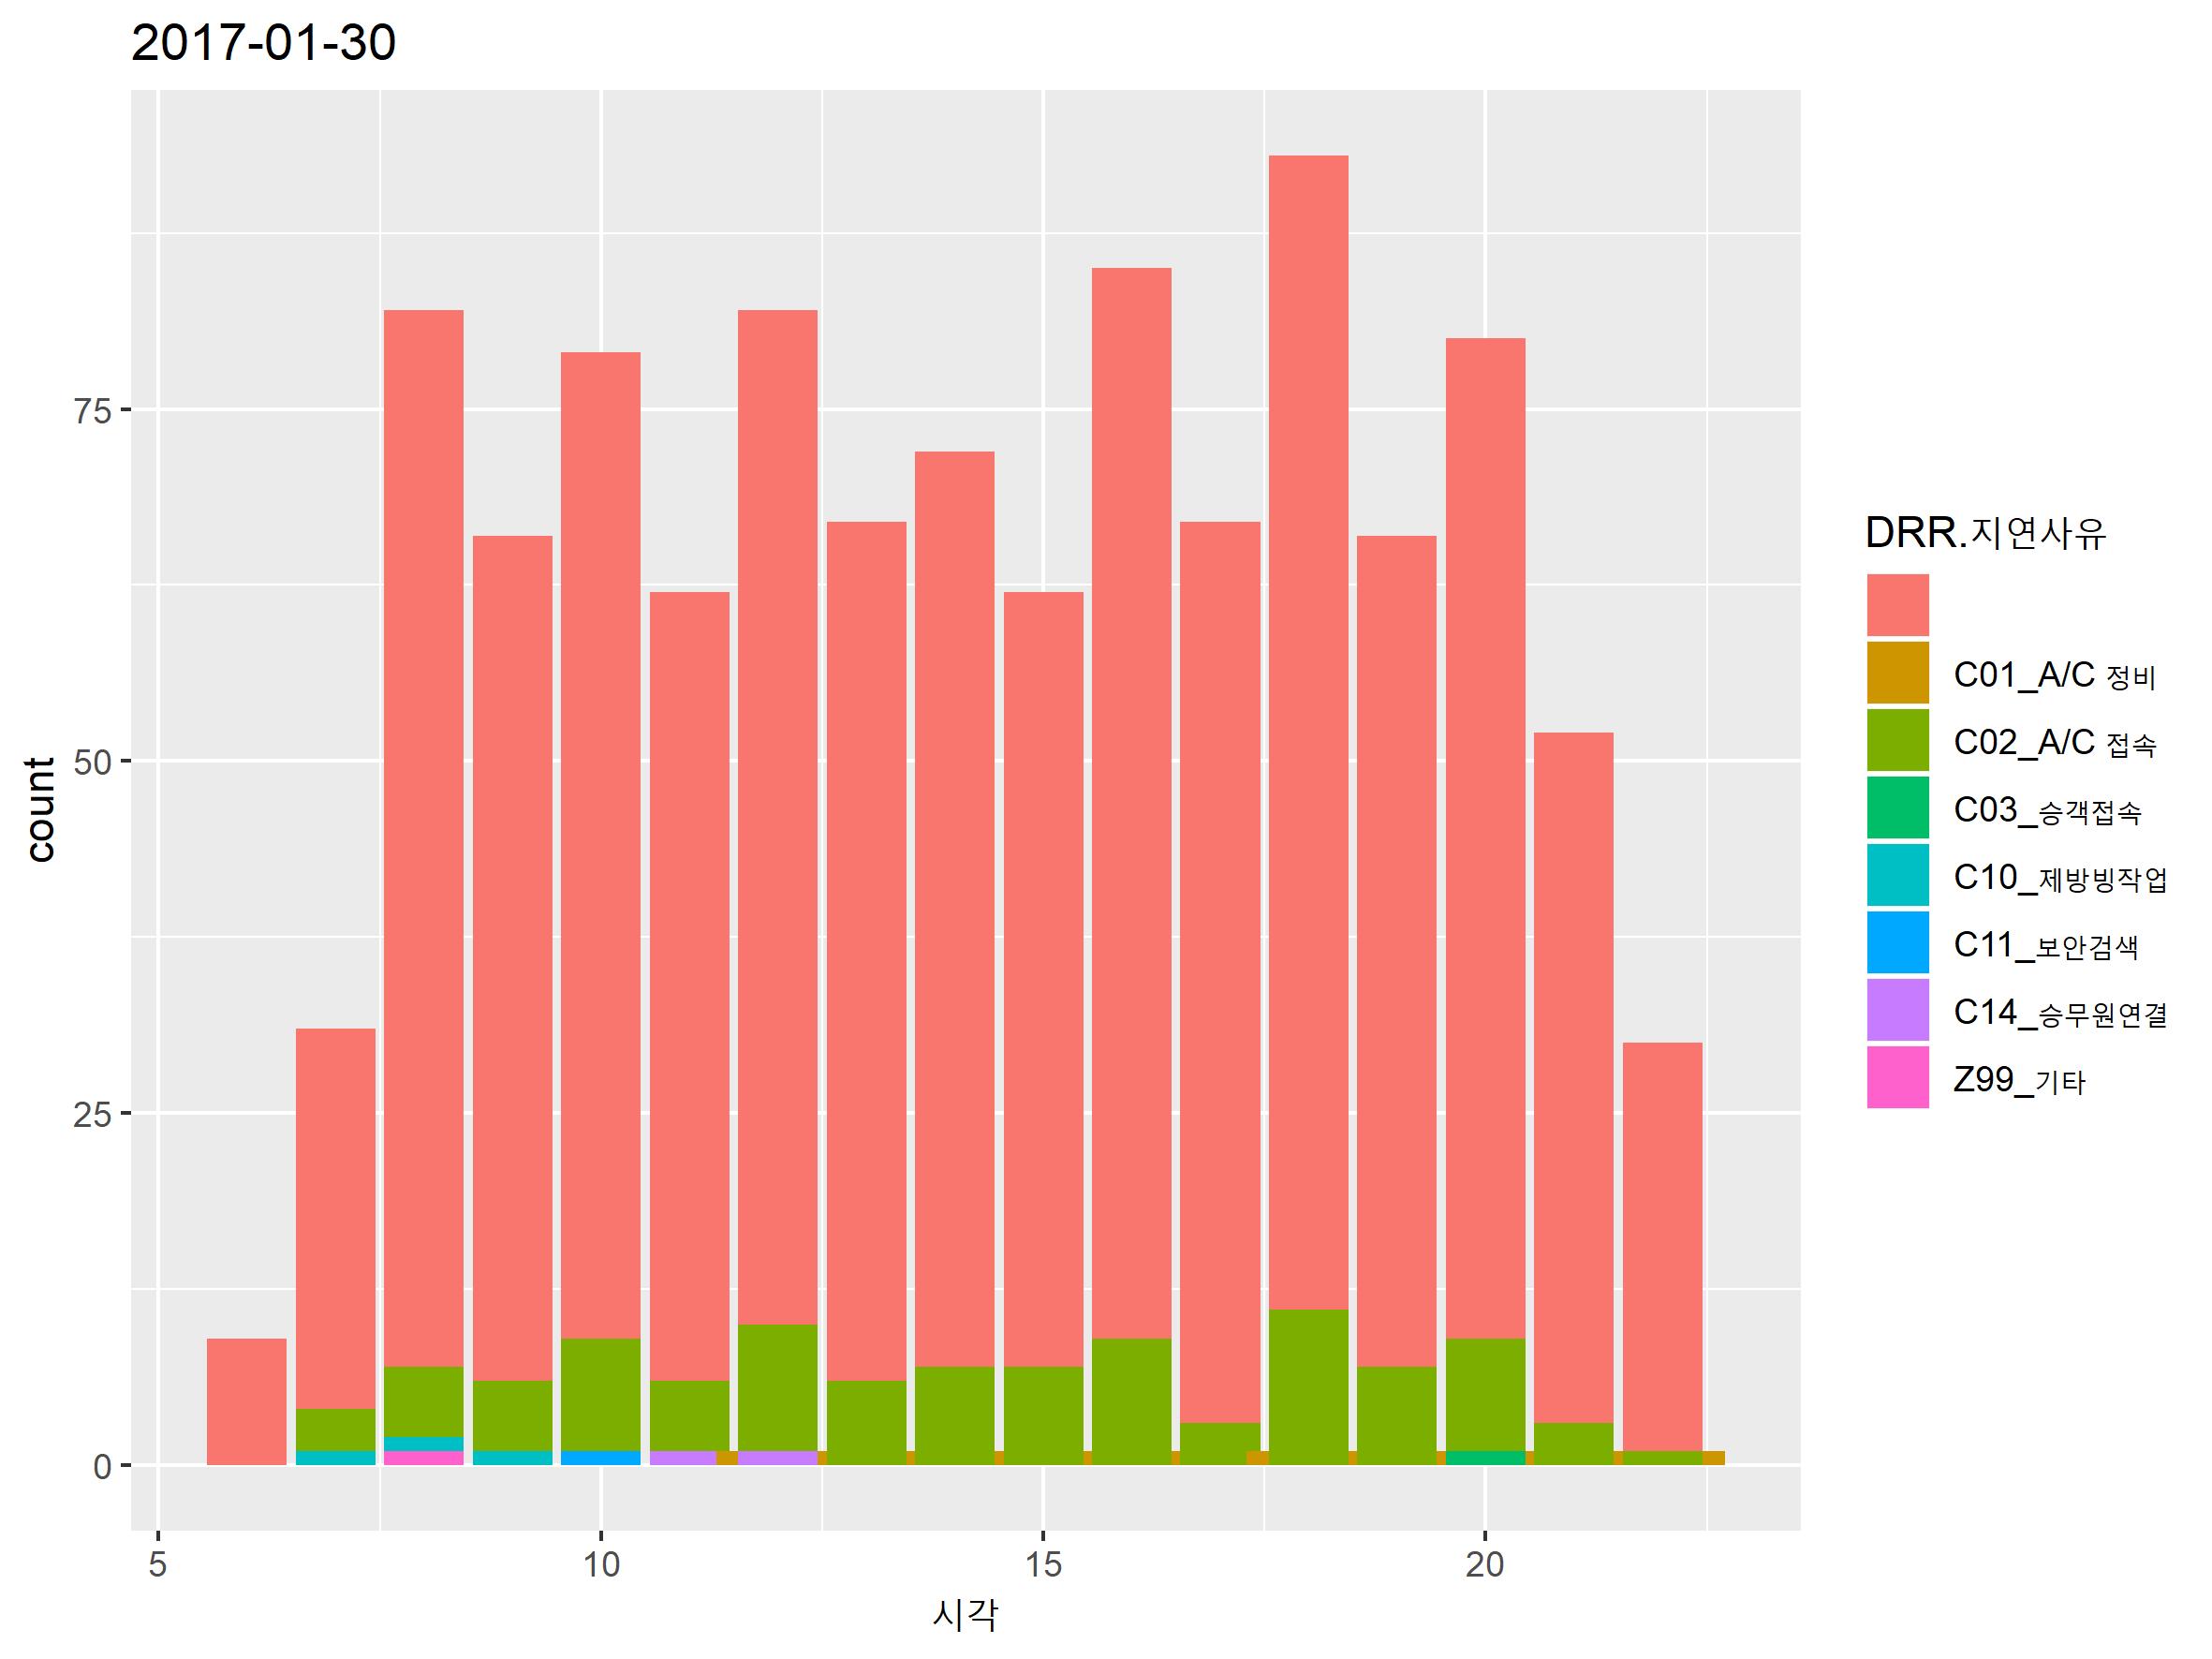 2017-01-30
count
75
50
25
0
5 10 15 20
시각
DRR.지연사유
C01_A/C 정비
C02_A/C 접속
C03_승객접속
C10_제방빙작업
C11_보안검색
C14_승무원연결
Z99_기타